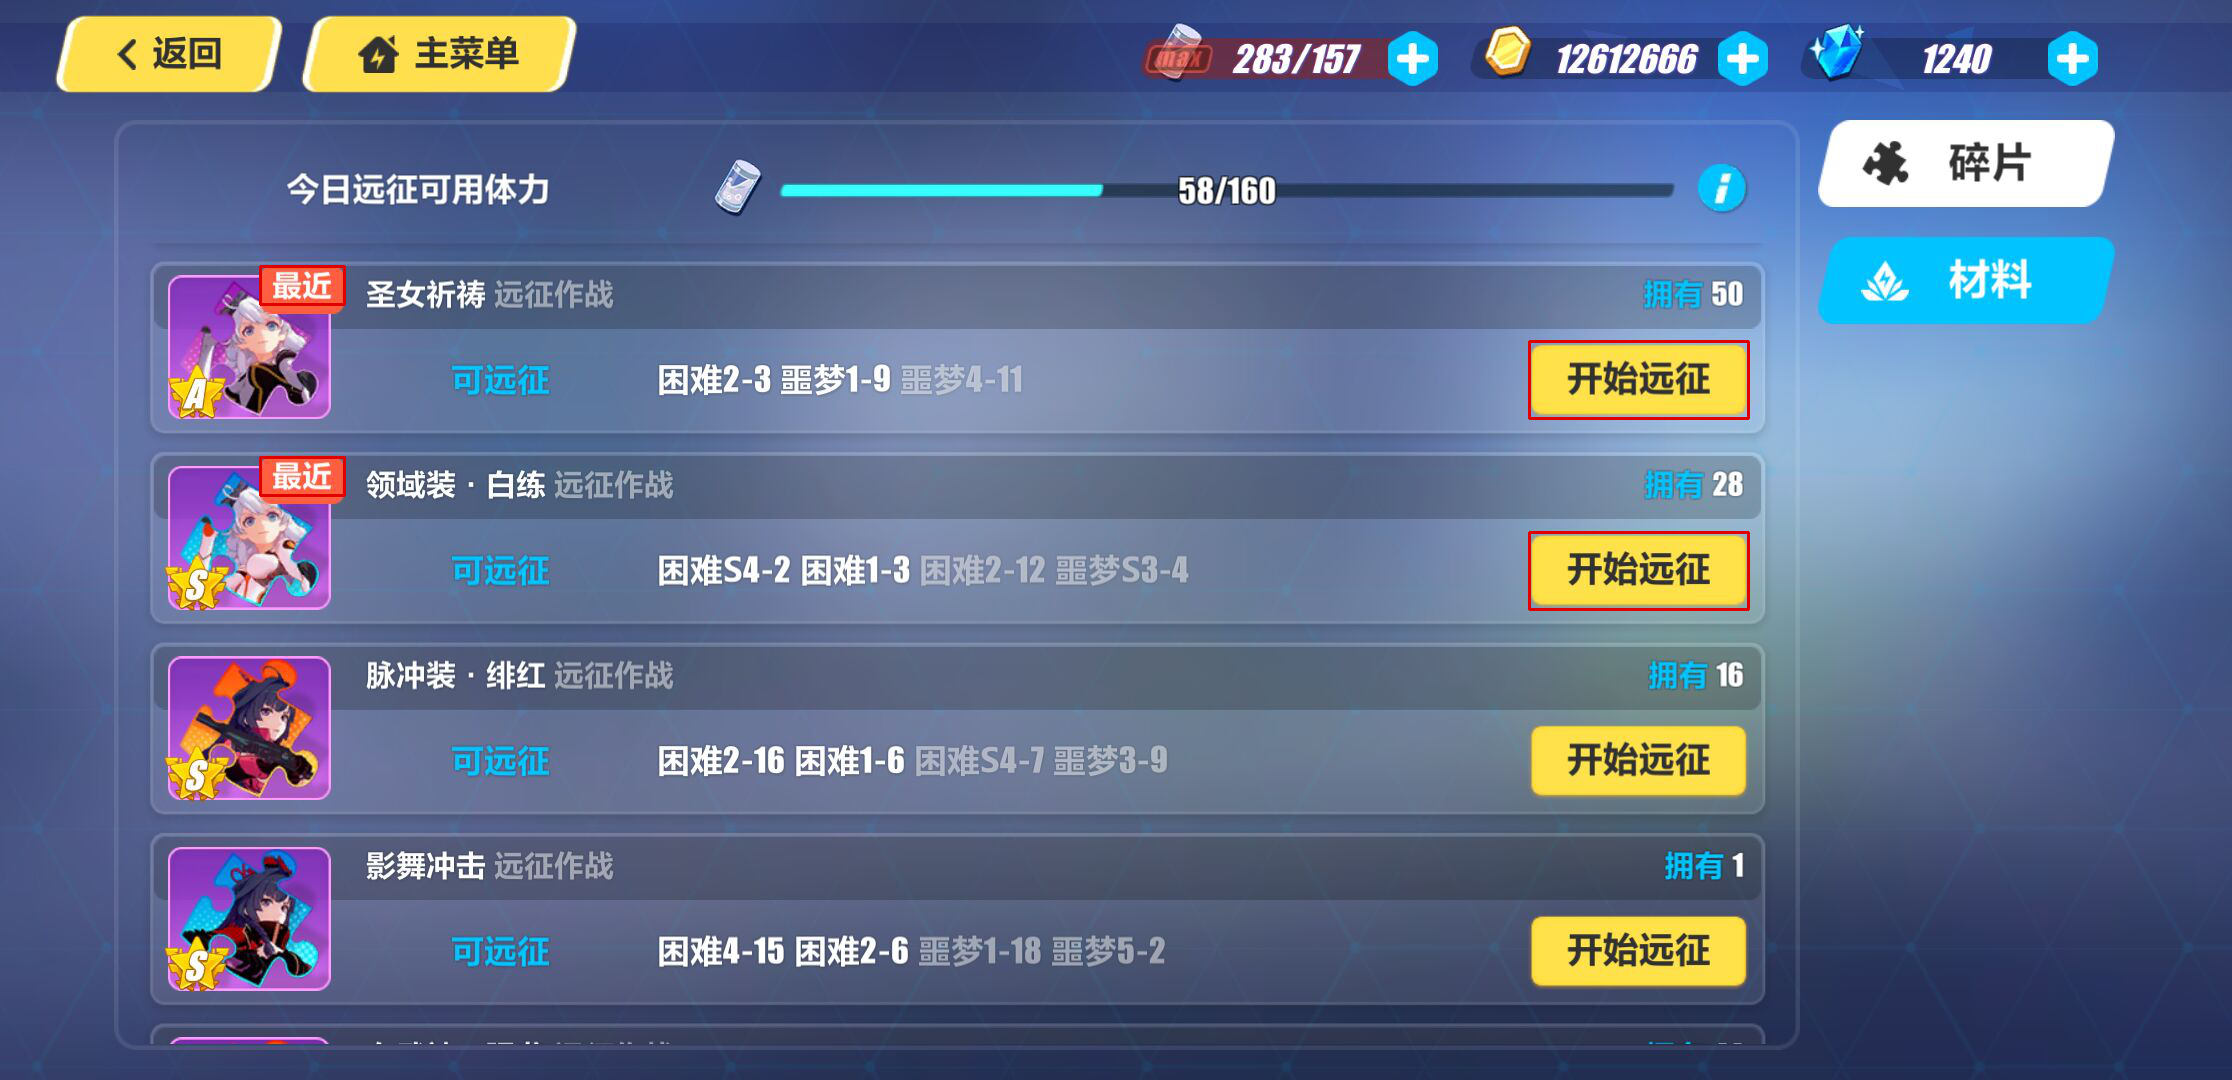 返回
主菜单
max 283/157
12612666
1240
今日远征可用体力
58/160
碎片
材料
最近
圣女祈祷 远征作战
拥有 50
A
可远征
困难2-3 噩梦1-9 噩梦4-11
开始远征
最近
领域装·白练 远征作战
拥有 28
S
可远征
困难S4-2 困难1-3 困难2-12 噩梦S3-4
开始远征
脉冲装·绯红 远征作战
拥有 16
S
可远征
困难2-16 困难1-6 困难S4-7 噩梦3-9
开始远征
影舞冲击 远征作战
拥有 1
S
可远征
困难4-15 困难2-6 噩梦1-18 噩梦5-2
开始远征